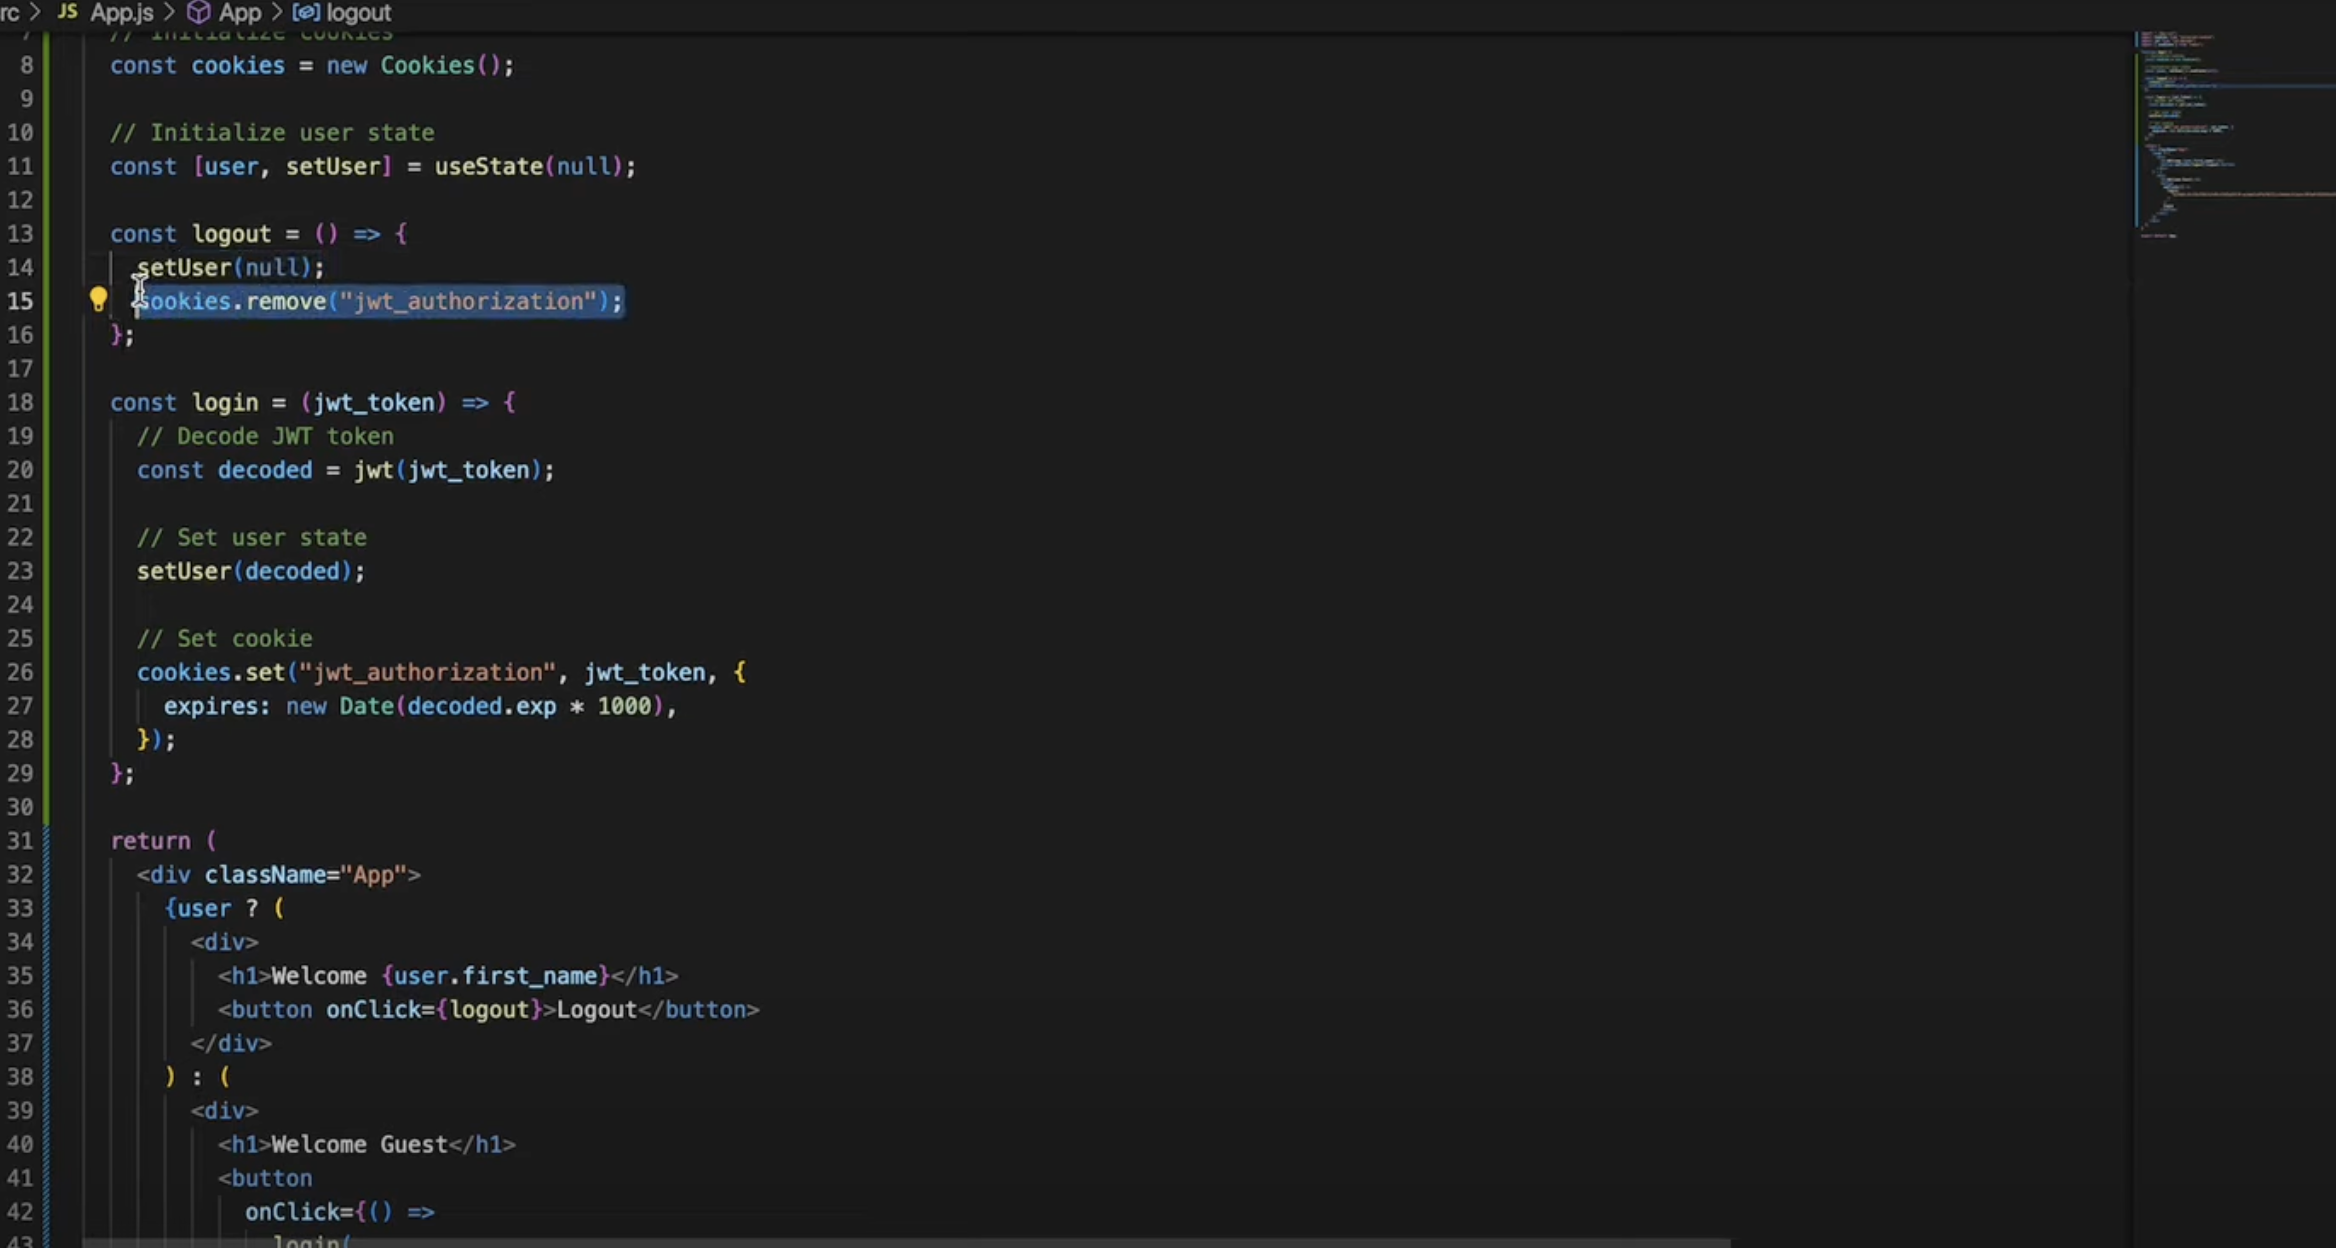 rc > JS App.js > App > logout
7 // Initialize cookies
8 const cookies = new Cookies();
9
10 // Initialize user state
11 const [user, setUser] = useState(null);
12
13 const logout = () => {
14 setUser(null);
15 cookies.remove("jwt_authorization");
16 };
17
18 const login = (jwt_token) => {
19 // Decode JWT token
20 const decoded = jwt(jwt_token);
21
22 // Set user state
23 setUser(decoded);
24
25 // Set cookie
26 cookies.set("jwt_authorization", jwt_token, {
27 expires: new Date(decoded.exp * 1000),
28 });
29 };
30
31 return (
32 <div className="App">
33 {user ? (
34 <div>
35 <h1>Welcome {user.first_name}</h1>
36 <button onClick={logout}>Logout</button>
37 </div>
38 ) : (
39 <div>
40 <h1>Welcome Guest</h1>
41 <button
42 onClick={() =>
43 login(